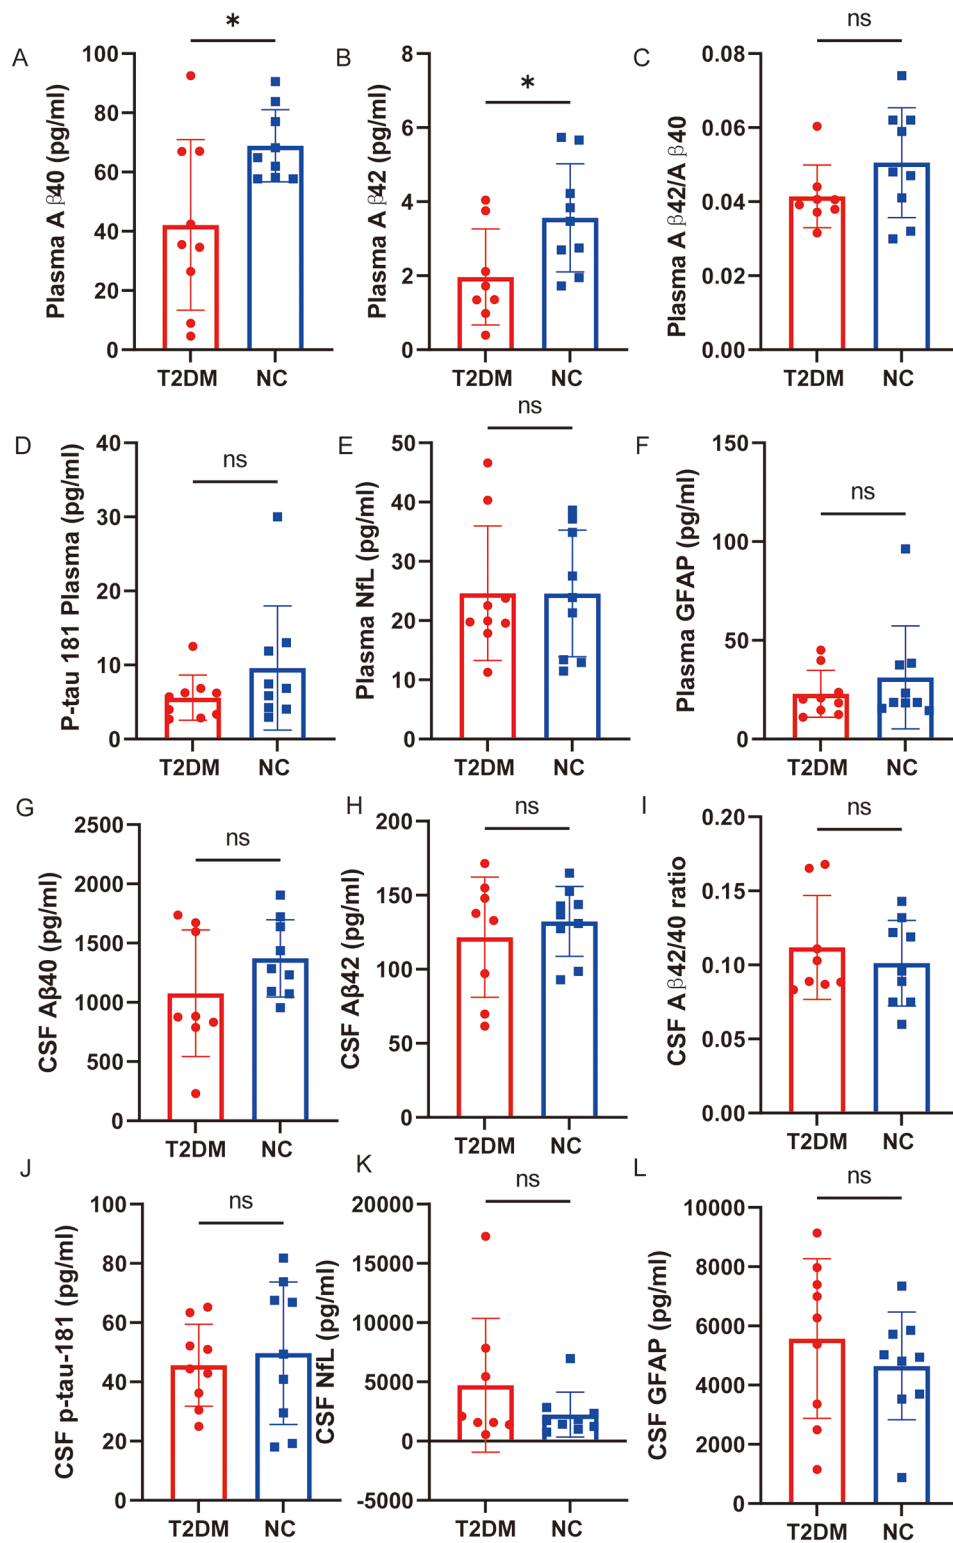 A
Plasma A β40 (pg/ml)
100
80
60
40
20
0
*
T2DM NC
B
Plasma A β42 (pg/ml)
8
6
4
2
0
*
T2DM NC
C
Plasma A β42/A β40
0.08
0.06
0.04
0.02
0.00
ns
T2DM NC
D
P-tau 181 Plasma (pg/ml)
40
30
20
10
0
ns
T2DM NC
E
Plasma NfL (pg/ml)
50
40
30
20
10
0
ns
T2DM NC
F
Plasma GFAP (pg/ml)
150
100
50
0
ns
T2DM NC
G
CSF Aβ40 (pg/ml)
2500
2000
1500
1000
500
0
ns
T2DM NC
H
CSF Aβ42 (pg/ml)
200
150
100
50
0
ns
T2DM NC
I
CSF A β42/40 ratio
0.20
0.15
0.10
0.05
0.00
ns
T2DM NC
J
CSF p-tau-181 (pg/ml)
100
80
60
40
20
0
ns
T2DM NC
K
CSF NfL (pg/ml)
20000
15000
10000
5000
0
-5000
ns
T2DM NC
L
CSF GFAP (pg/ml)
10000
8000
6000
4000
2000
0
ns
T2DM NC